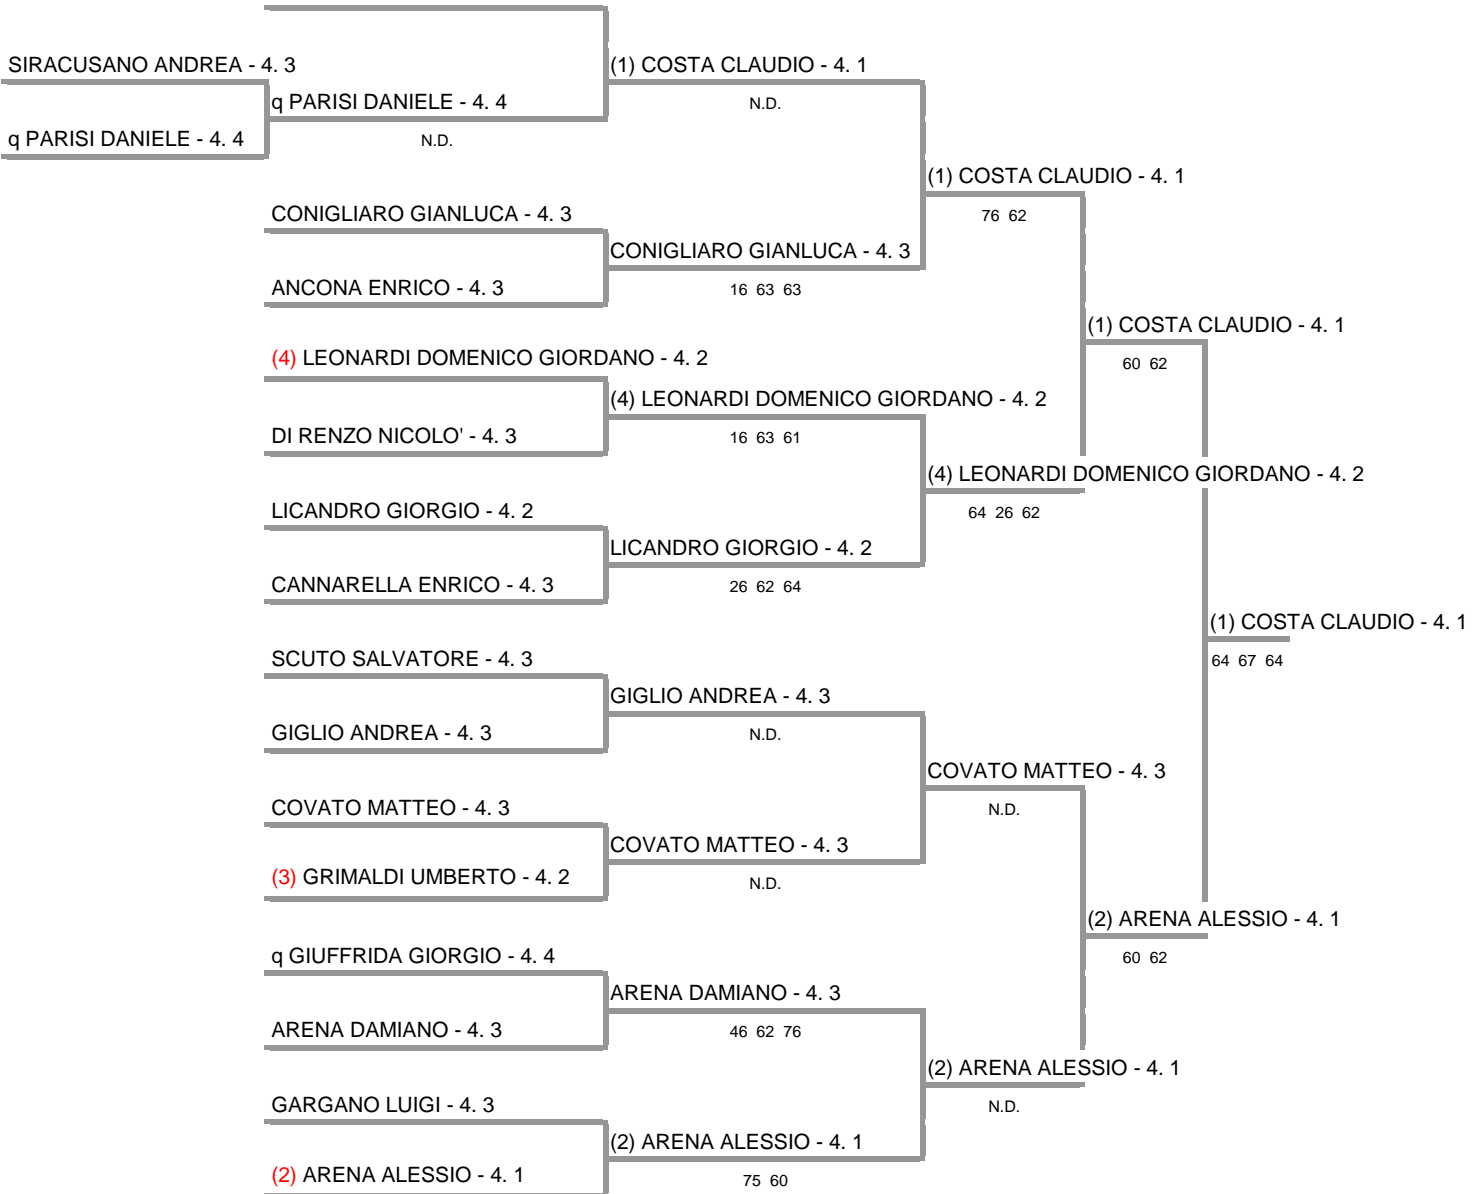 SIRACUSANO ANDREA - 4. 3
(1) COSTA CLAUDIO - 4. 1
q PARISI DANIELE - 4. 4
N.D.
q PARISI DANIELE - 4. 4
N.D.
(1) COSTA CLAUDIO - 4. 1
76 62
CONIGLIARO GIANLUCA - 4. 3
CONIGLIARO GIANLUCA - 4. 3
ANCONA ENRICO - 4. 3
16 63 63
(1) COSTA CLAUDIO - 4. 1
60 62
(4) LEONARDI DOMENICO GIORDANO - 4. 2
(4) LEONARDI DOMENICO GIORDANO - 4. 2
DI RENZO NICOLO' - 4. 3
16 63 61
(4) LEONARDI DOMENICO GIORDANO - 4. 2
64 26 62
LICANDRO GIORGIO - 4. 2
LICANDRO GIORGIO - 4. 2
CANNARELLA ENRICO - 4. 3
26 62 64
(1) COSTA CLAUDIO - 4. 1
64 67 64
SCUTO SALVATORE - 4. 3
GIGLIO ANDREA - 4. 3
GIGLIO ANDREA - 4. 3
N.D.
COVATO MATTEO - 4. 3
N.D.
COVATO MATTEO - 4. 3
COVATO MATTEO - 4. 3
(3) GRIMALDI UMBERTO - 4. 2
N.D.
(2) ARENA ALESSIO - 4. 1
60 62
q GIUFFRIDA GIORGIO - 4. 4
ARENA DAMIANO - 4. 3
ARENA DAMIANO - 4. 3
46 62 76
(2) ARENA ALESSIO - 4. 1
N.D.
GARGANO LUIGI - 4. 3
(2) ARENA ALESSIO - 4. 1
(2) ARENA ALESSIO - 4. 1
75 60